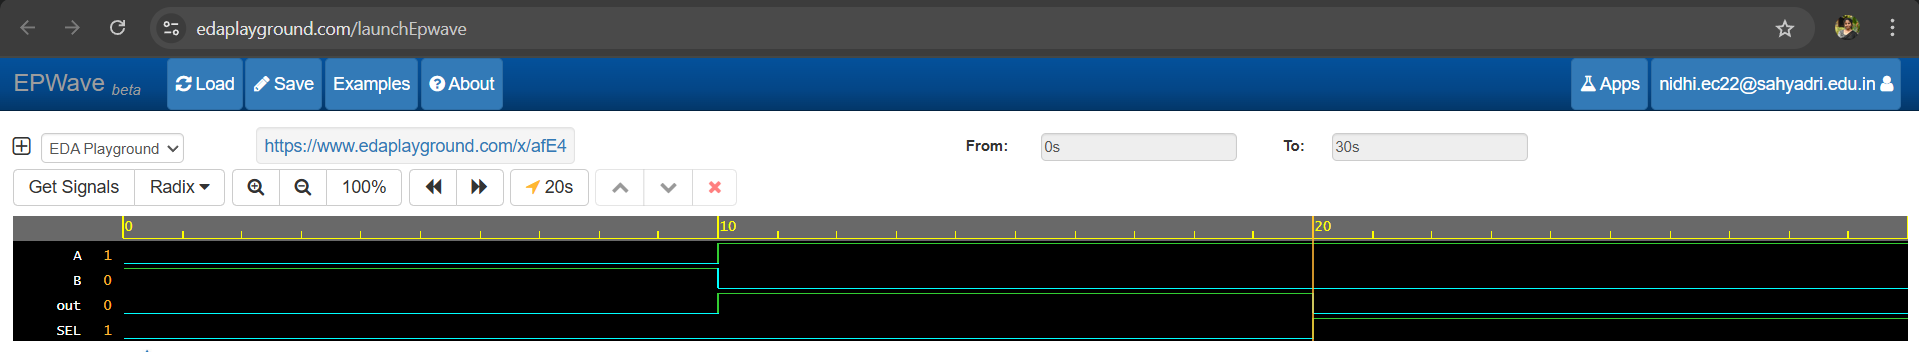 edaplayground.com/launchEpwave
EPWave beta Load Save Examples About Apps nidhi.ec22@sahyadri.edu.in
EDA Playground https://www.edaplayground.com/x/afE4 From: 0s To: 30s
Get Signals Radix 100% 20s
0 10 20
A 1
B 0
out 0
SEL 1